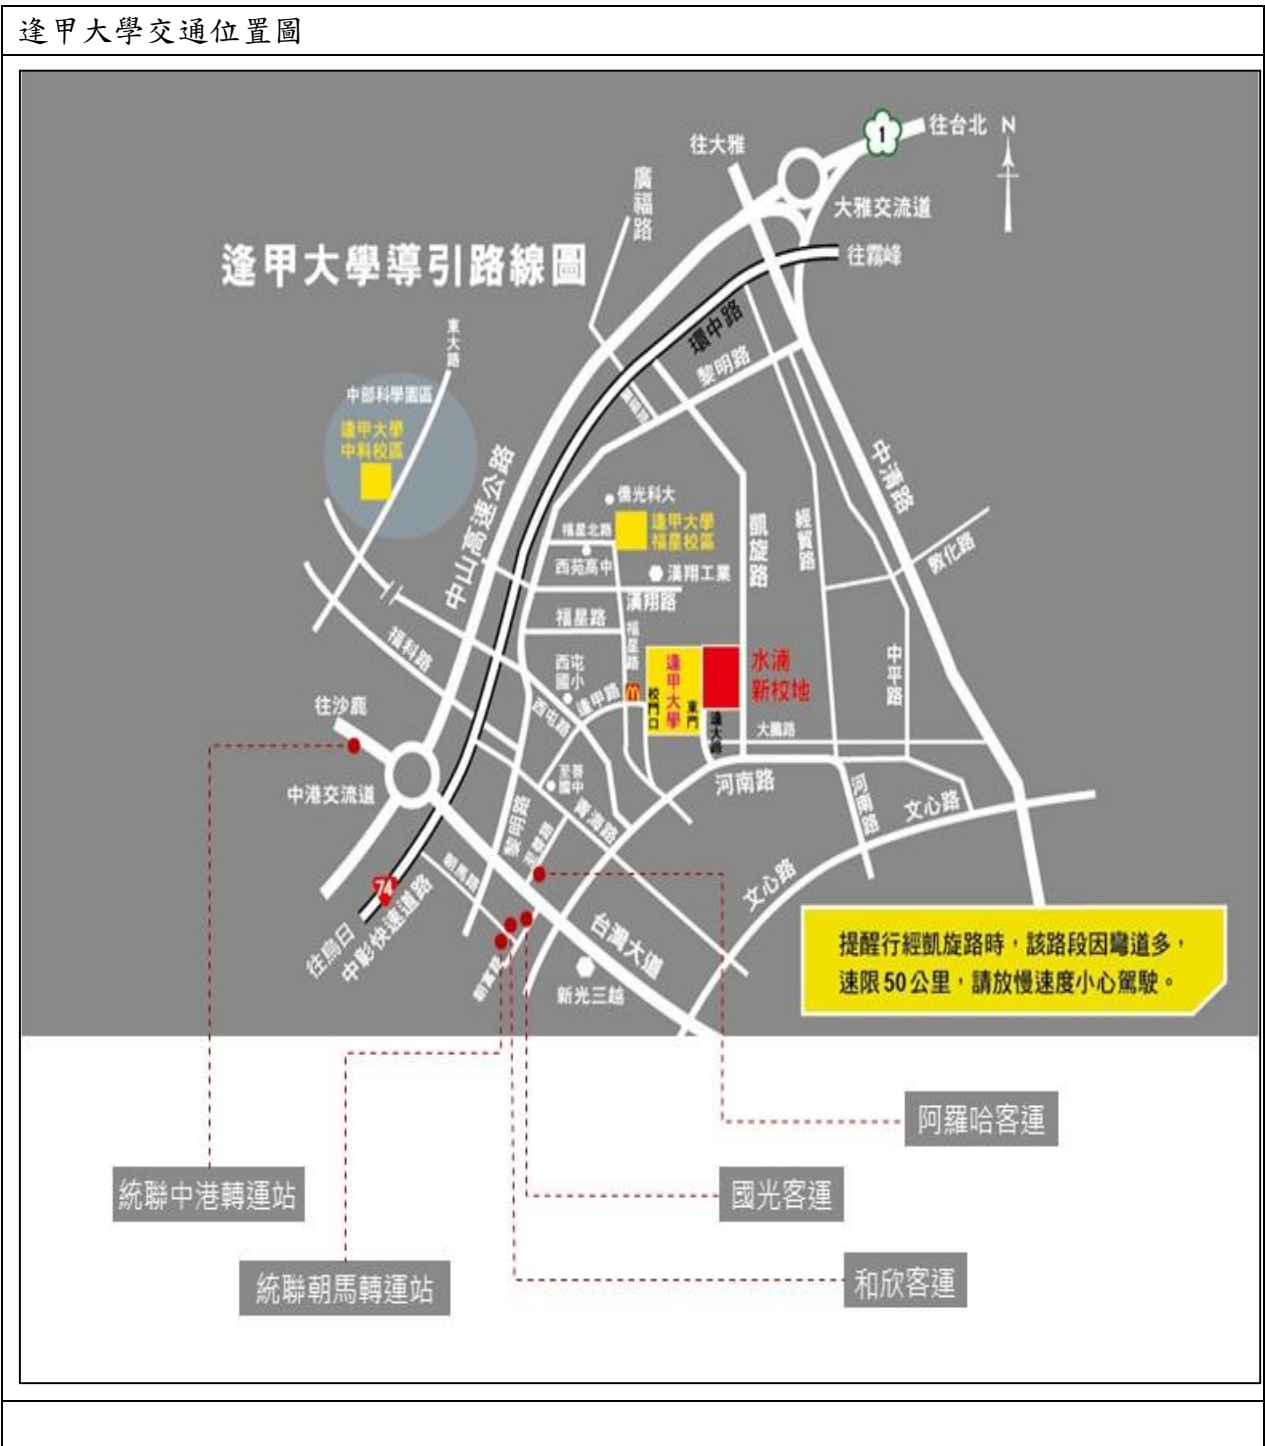 逢甲大學交通位置圖
往台北
N
1
往大雅
大雅交流道
廣福路
往霧峰
逢甲大學導引路線圖
環中路
東大路
黎明路
中部科學園區
逢甲大學
中科校區
中山高速公路
中清路
僑光科大
逢甲大學
福星校區
福星北路
凱旋路
經貿路
西苑高中
漢翔工業
敦化路
漢翔路
福星路
福星路
福科路
西屯
國小
逢甲大學
水湳
新校地
中平路
校門口
東門
逢甲路
西屯路
往沙鹿
逢大路
大鵬路
中港交流道
至善
國中
河南路
河南路
文心路
黎明路
青海路
至善路
朝馬路
74
文心路
中彰快速道路
往烏日
台灣大道
朝富路
新光三越
提醒行經凱旋路時，該路段因彎道多，
速限50公里，請放慢速度小心駕駛。
阿羅哈客運
統聯中港轉運站
國光客運
統聯朝馬轉運站
和欣客運